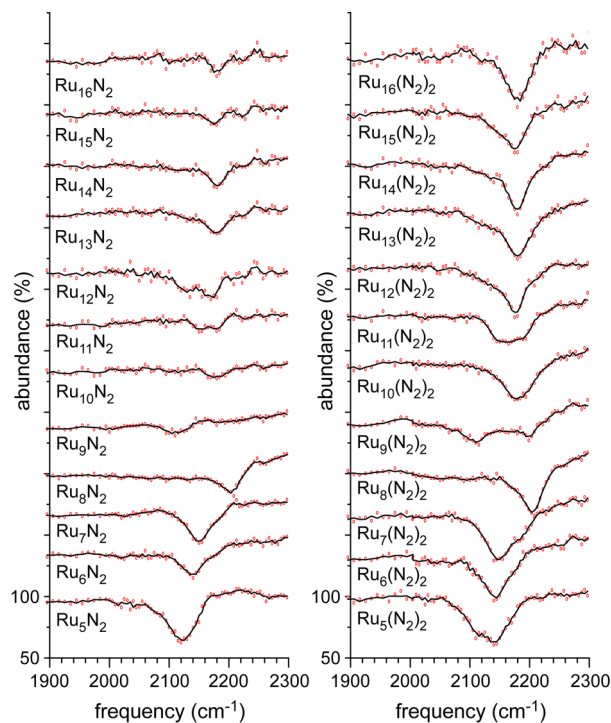 abundance (%)
Ru₁₆N₂
Ru₁₅N₂
Ru₁₄N₂
Ru₁₃N₂
Ru₁₂N₂
Ru₁₁N₂
Ru₁₀N₂
Ru₉N₂
Ru₈N₂
Ru₇N₂
Ru₆N₂
100
Ru₅N₂
50
1900 2000 2100 2200 2300
frequency (cm⁻¹)
abundance (%)
Ru₁₆(N₂)₂
Ru₁₅(N₂)₂
Ru₁₄(N₂)₂
Ru₁₃(N₂)₂
Ru₁₂(N₂)₂
Ru₁₁(N₂)₂
Ru₁₀(N₂)₂
Ru₉(N₂)₂
Ru₈(N₂)₂
Ru₇(N₂)₂
Ru₆(N₂)₂
100
Ru₅(N₂)₂
50
1900 2000 2100 2200 2300
frequency (cm⁻¹)